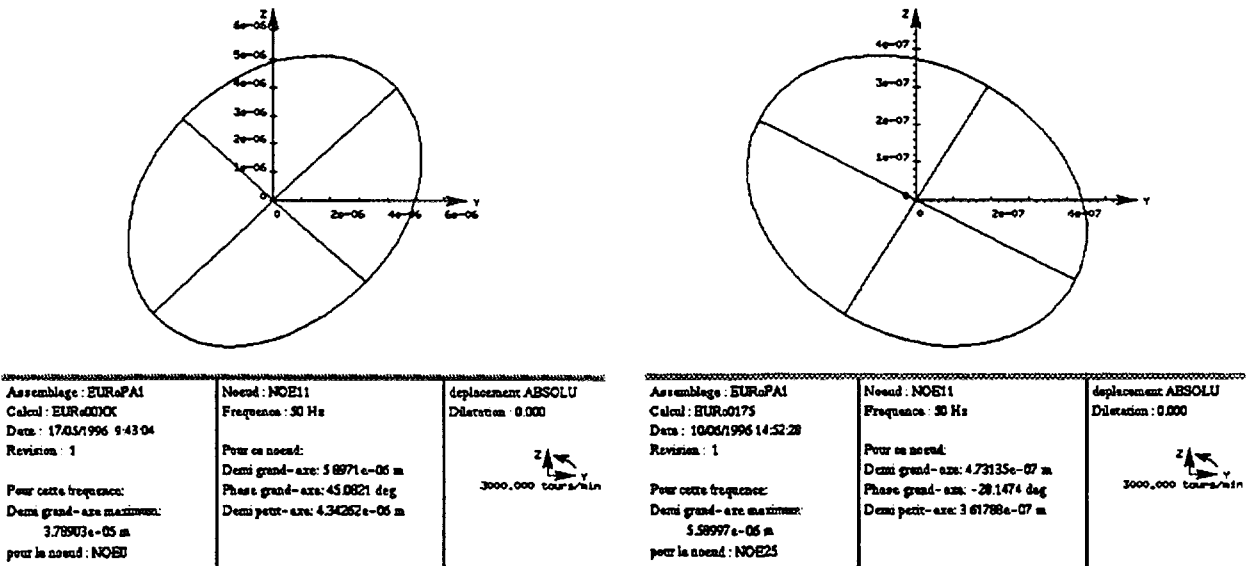 Z
6e-06
5e-06
4e-06
3e-06
2e-06
1e-06
0
0
2e-06
4e-06
6e-06
Y
Assemblage : EURoPA1
Calcul : EURo00XX
Date : 17/05/1996 9:43:04
Revision : 1
Pour cette frequence:
Demi grand-axe maximum:
3.78903e-05 m
pour le noeud : NOE0
Noeud : NOE11
Frequence : 50 Hz
Pour ce noeud:
Demi grand-axe: 5.8971e-06 m
Phase grand-axe: 45.0821 deg
Demi petit-axe: 4.34262e-06 m
deplacement ABSOLU
Dilatation : 0.000
Z
Y
3000.000 tours/min
Z
4e-07
3e-07
2e-07
1e-07
0
2e-07
4e-07
Y
Assemblage : EURoPA1
Calcul : EURo0175
Date : 10/06/1996 14:52:28
Revision : 1
Pour cette frequence:
Demi grand-axe maximum:
5.58997e-06 m
pour le noeud : NOE25
Noeud : NOE11
Frequence : 50 Hz
Pour ce noeud:
Demi grand-axe: 4.73135e-07 m
Phase grand-axe: -28.1474 deg
Demi petit-axe: 3.61788e-07 m
deplacement ABSOLU
Dilatation : 0.000
Z
Y
3000.000 tours/min